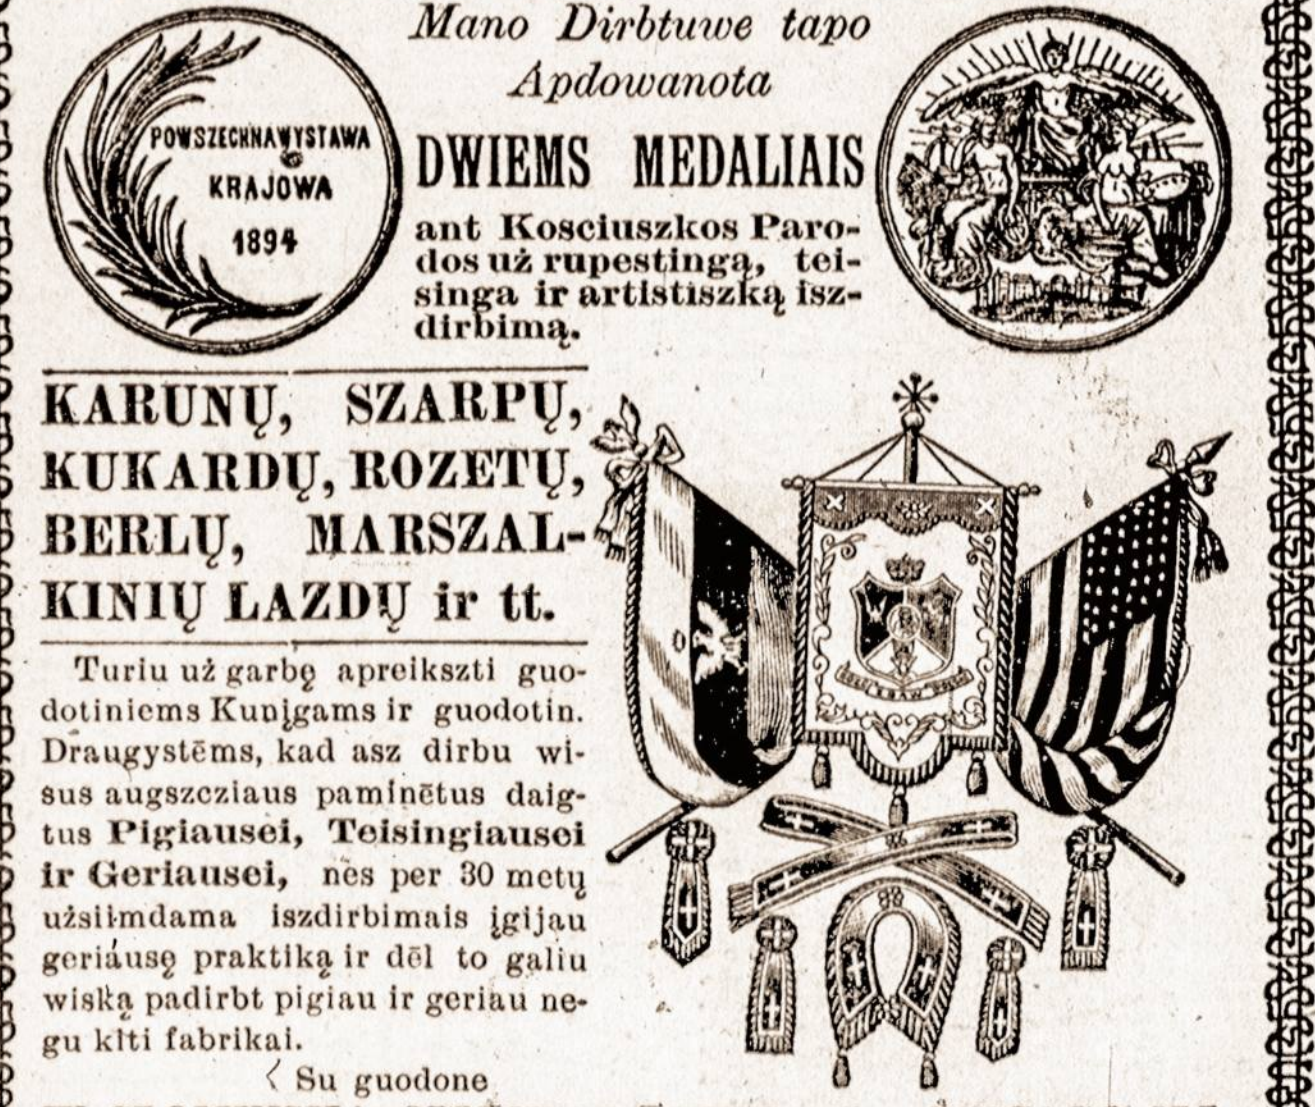 Mano Dirbtuwe tapo
Apdowanota
POWSZECHNA WYSTAWA
KRAJOWA
1894
DWIEMS MEDALIAIS
ant Kosciuszkos Paro-
dos už rupestingą, tei-
singa ir artistiszką isz-
dirbimą.
KARUNŲ, SZARPŲ,
KUKARDŲ, ROZETŲ,
BERLŲ, MARSZAL-
KINIŲ LAZDŲ ir tt.
Turiu už garbę apreikszti guo-
dotiniems Kunįgams ir guodotin.
Draugystēms, kad asz dirbu wi-
sus augszcziaus paminētus daig-
tus Pigiausei, Teisingiausei
ir Geriausei, nes per 30 metų
užsiimdama iszdirbimais įgijau
geriausę praktiką ir dēl to galiu
wiską padirbt pigiau ir geriau ne-
gu kiti fabrikai.
Su guodone